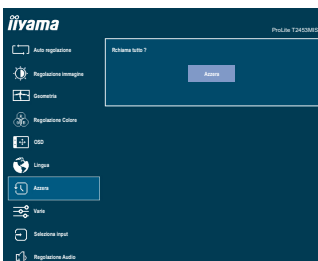 iiyama
ProLite T2453MIS
Auto regolazione
Richiama tutto ?
Regolazione Immagine
Azzera
Geometria
Regolazione Colore
OSD
Lingua
Azzera
Varie
Selezione input
Regolazione Audio